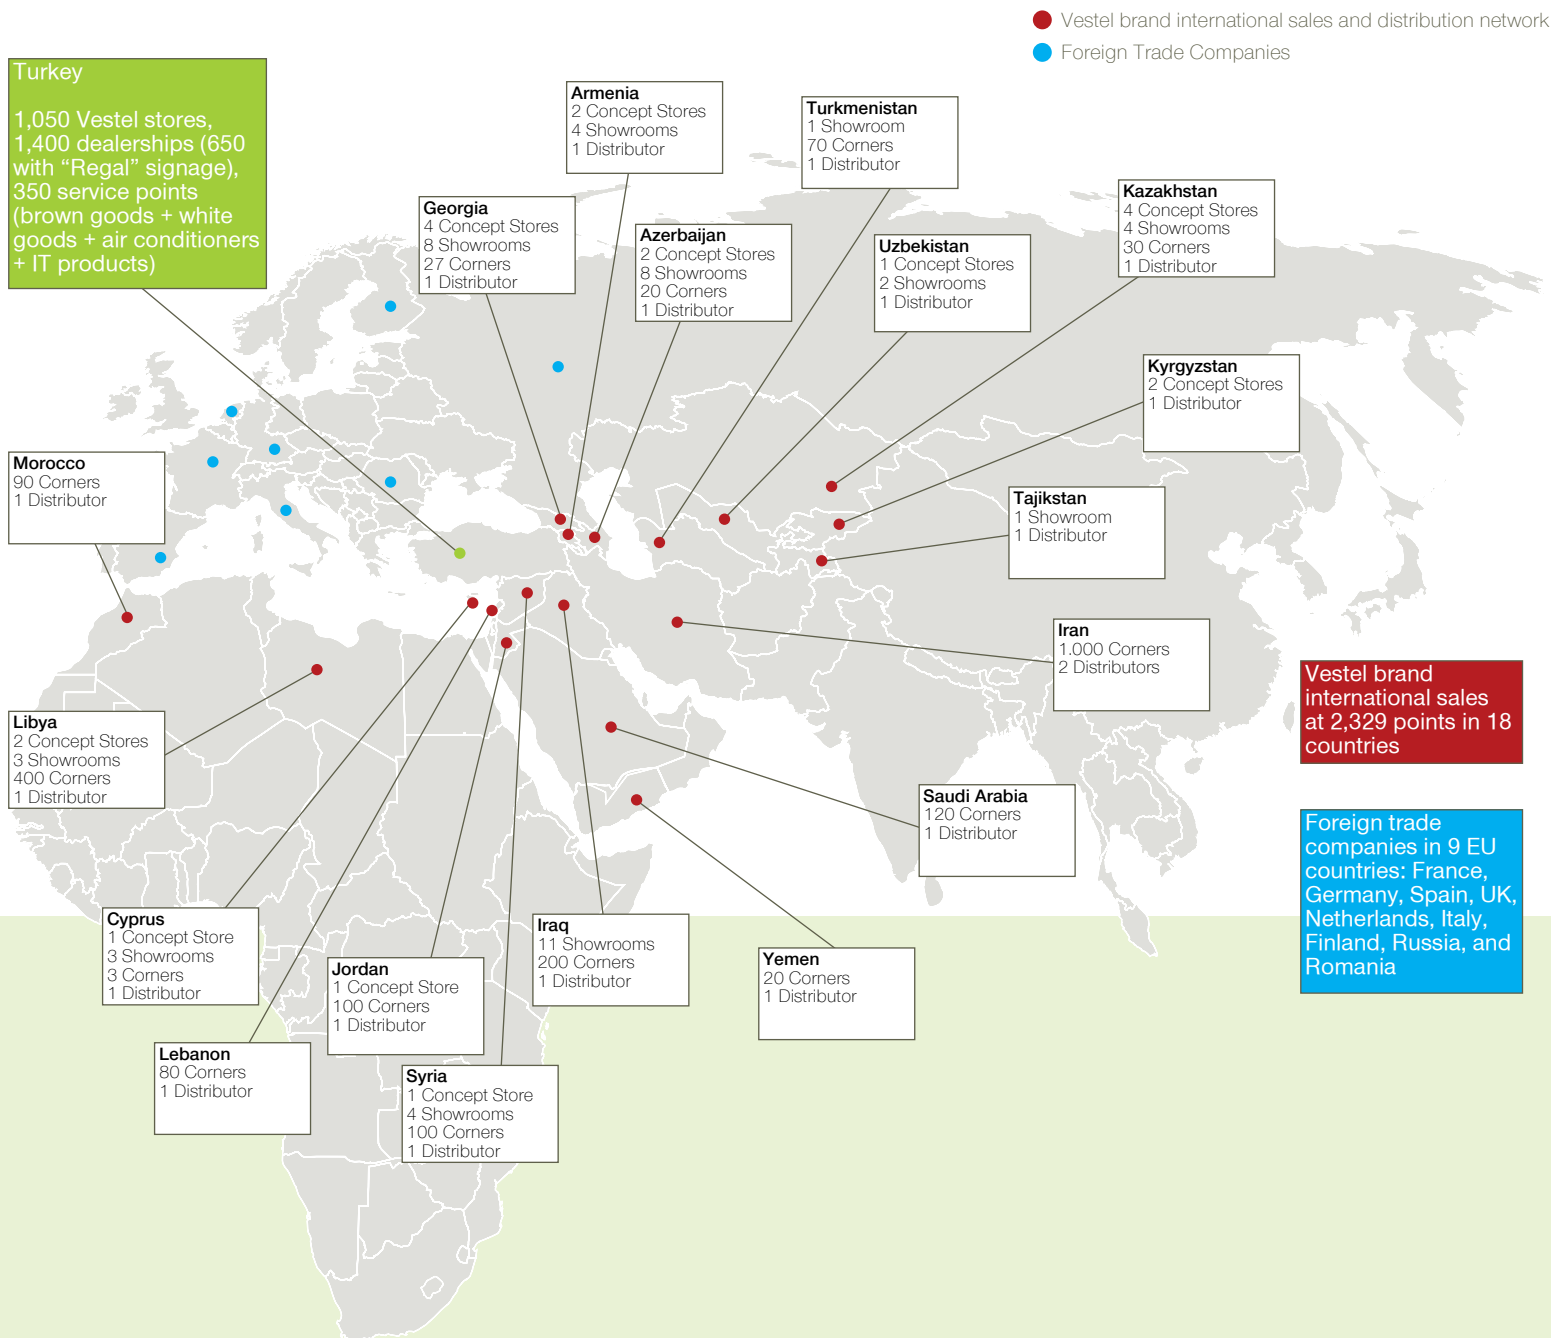 Vestel brand international sales and distribution network
Foreign Trade Companies
Turkey
1,050 Vestel stores,
1,400 dealerships (650
with “Regal” signage),
350 service points
(brown goods + white
goods + air conditioners
+ IT products)
Armenia
2 Concept Stores
4 Showrooms
1 Distributor
Turkmenistan
1 Showroom
70 Corners
1 Distributor
Kazakhstan
4 Concept Stores
4 Showrooms
30 Corners
1 Distributor
Georgia
4 Concept Stores
8 Showrooms
27 Corners
1 Distributor
Azerbaijan
2 Concept Stores
8 Showrooms
20 Corners
1 Distributor
Uzbekistan
1 Concept Stores
2 Showrooms
1 Distributor
Kyrgyzstan
2 Concept Stores
1 Distributor
Morocco
90 Corners
1 Distributor
Tajikstan
1 Showroom
1 Distributor
Iran
1.000 Corners
2 Distributors
Vestel brand
international sales
at 2,329 points in 18
countries
Libya
2 Concept Stores
3 Showrooms
400 Corners
1 Distributor
Saudi Arabia
120 Corners
1 Distributor
Foreign trade
companies in 9 EU
countries: France,
Germany, Spain, UK,
Netherlands, Italy,
Finland, Russia, and
Romania
Cyprus
1 Concept Store
3 Showrooms
3 Corners
1 Distributor
Iraq
11 Showrooms
200 Corners
1 Distributor
Yemen
20 Corners
1 Distributor
Jordan
1 Concept Store
100 Corners
1 Distributor
Lebanon
80 Corners
1 Distributor
Syria
1 Concept Store
4 Showrooms
100 Corners
1 Distributor